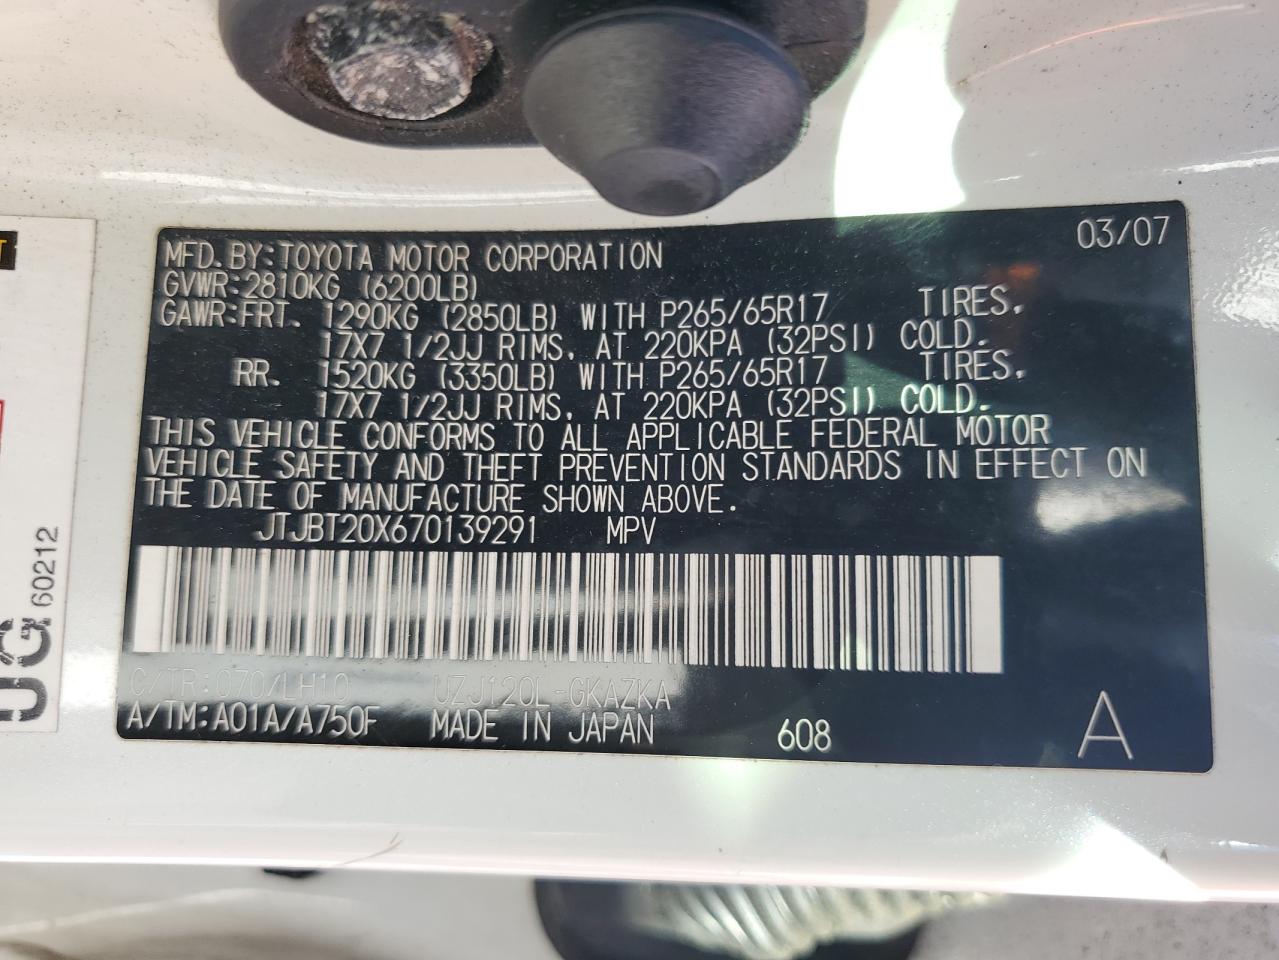 03/07
MFD. BY: TOYOTA MOTOR CORPORATION
GVWR: 2810KG (6200LB)
GAWR: FRT. 1290KG (2850LB) WITH P265/65R17 TIRES,
17X7 1/2JJ RIMS, AT 220KPA (32PSI) COLD.
RR. 1520KG (3350LB) WITH P265/65R17 TIRES,
17X7 1/2JJ RIMS, AT 220KPA (32PSI) COLD.
THIS VEHICLE CONFORMS TO ALL APPLICABLE FEDERAL MOTOR
VEHICLE SAFETY AND THEFT PREVENTION STANDARDS IN EFFECT ON
THE DATE OF MANUFACTURE SHOWN ABOVE.
JTJBT20X670139291 MPV
C/TR: 070/LH10 UZJ120L-GKAZKA
A/TM: A01A/A750F MADE IN JAPAN 608 A
60212